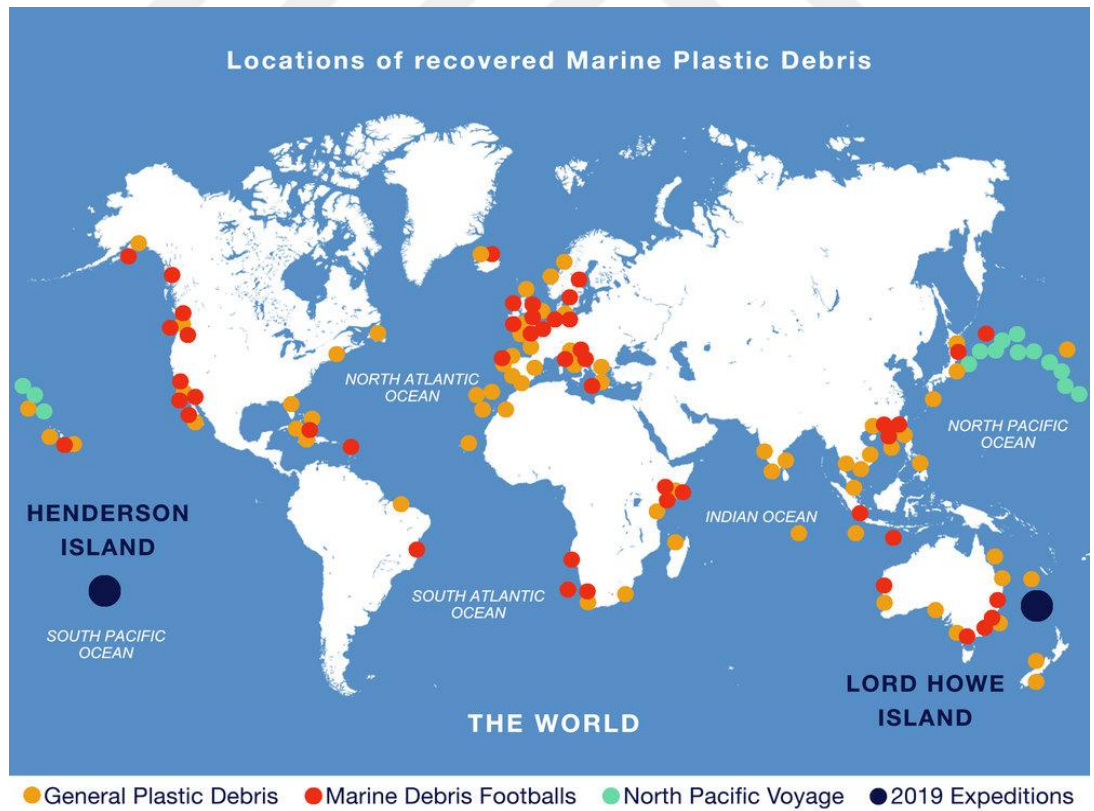 Locations of recovered Marine Plastic Debris
NORTH ATLANTIC
OCEAN
NORTH PACIFIC
OCEAN
HENDERSON
ISLAND
INDIAN OCEAN
SOUTH ATLANTIC
OCEAN
SOUTH PACIFIC
OCEAN
LORD HOWE
ISLAND
THE WORLD
General Plastic Debris
Marine Debris Footballs
North Pacific Voyage
2019 Expeditions